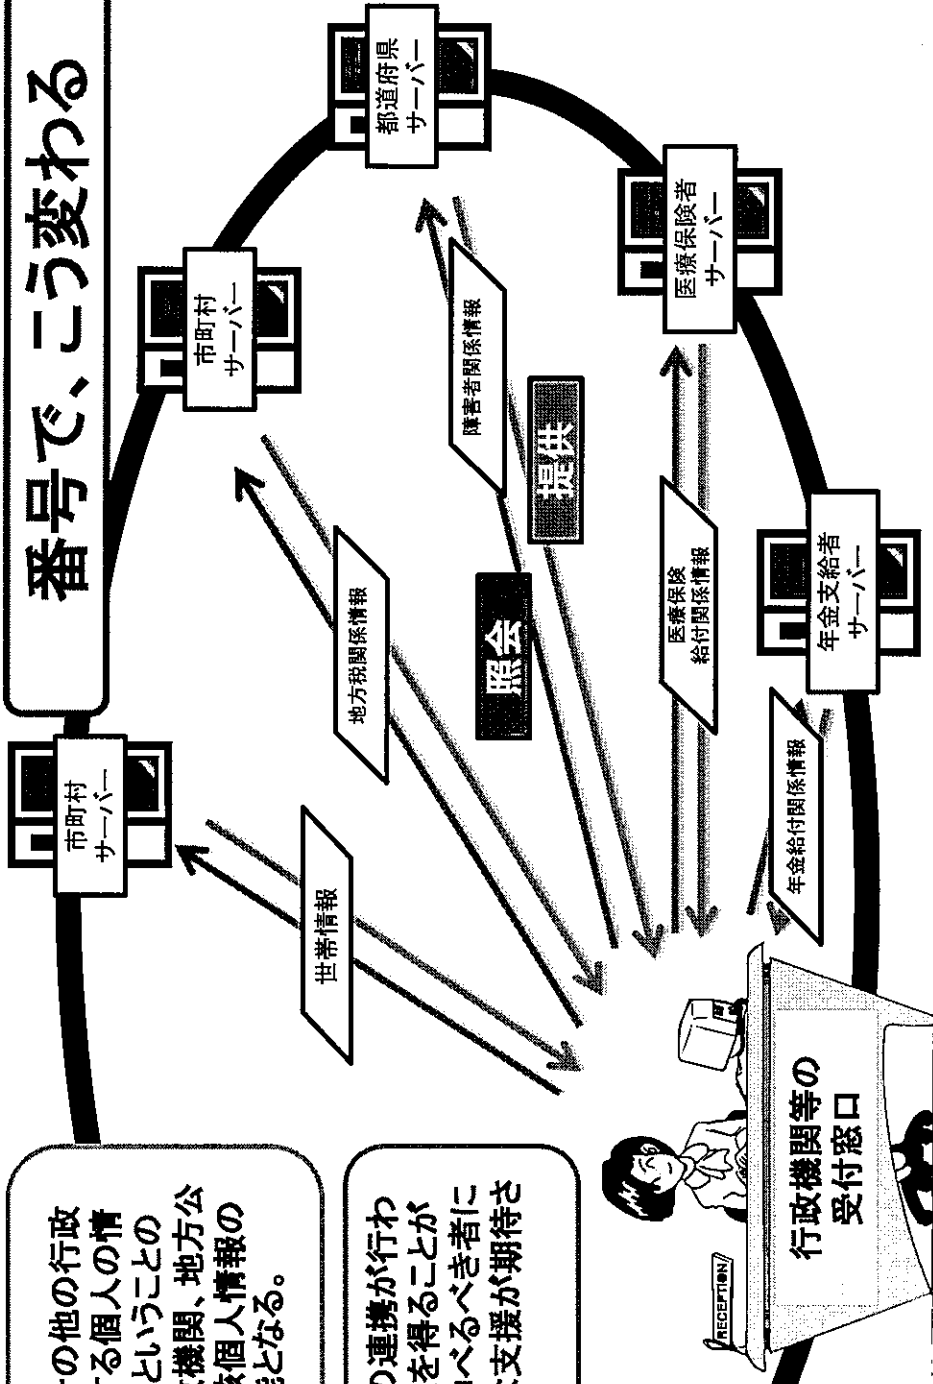 番号で、こう変わる
の他の行政
る個人の情
ということの
機関、地方公
該個人情報の
能となる。
の連携が行わ
を得ることが
べるべき者に
支援が期待さ
市町村
サーバー
市町村
サーバー
都道府県
サーバー
医療保険者
サーバー
年金支給者
サーバー
世帯情報
地方税関係情報
障害者関係情報
照会
提供
医療保険
給付関係情報
年金給付関係情報
RECEPTION
行政機関等の
受付窓口